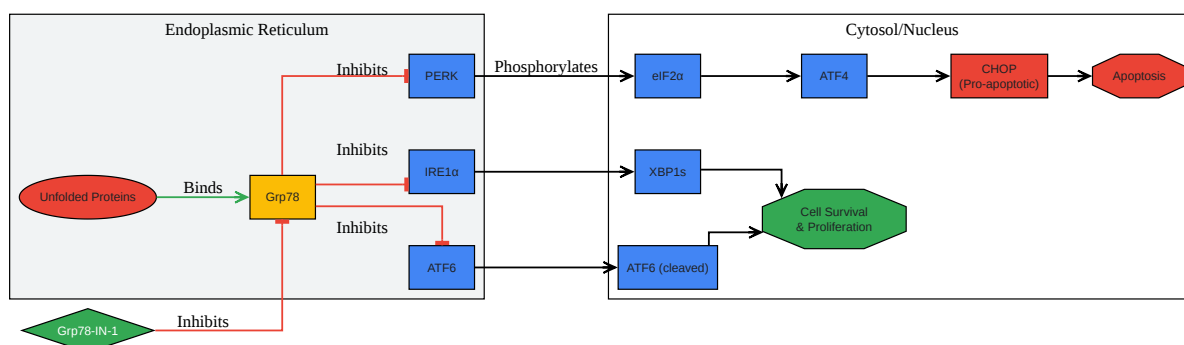 Endoplasmic Reticulum
Cytosol/Nucleus
Inhibits
PERK
Phosphorylates
eIF2α
ATF4
CHOP
(Pro-apoptotic)
Apoptosis
Inhibits
IRE1α
XBP1s
Unfolded Proteins
Binds
Grp78
Cell Survival
& Proliferation
Inhibits
ATF6
ATF6 (cleaved)
Grp78-IN-1
Inhibits